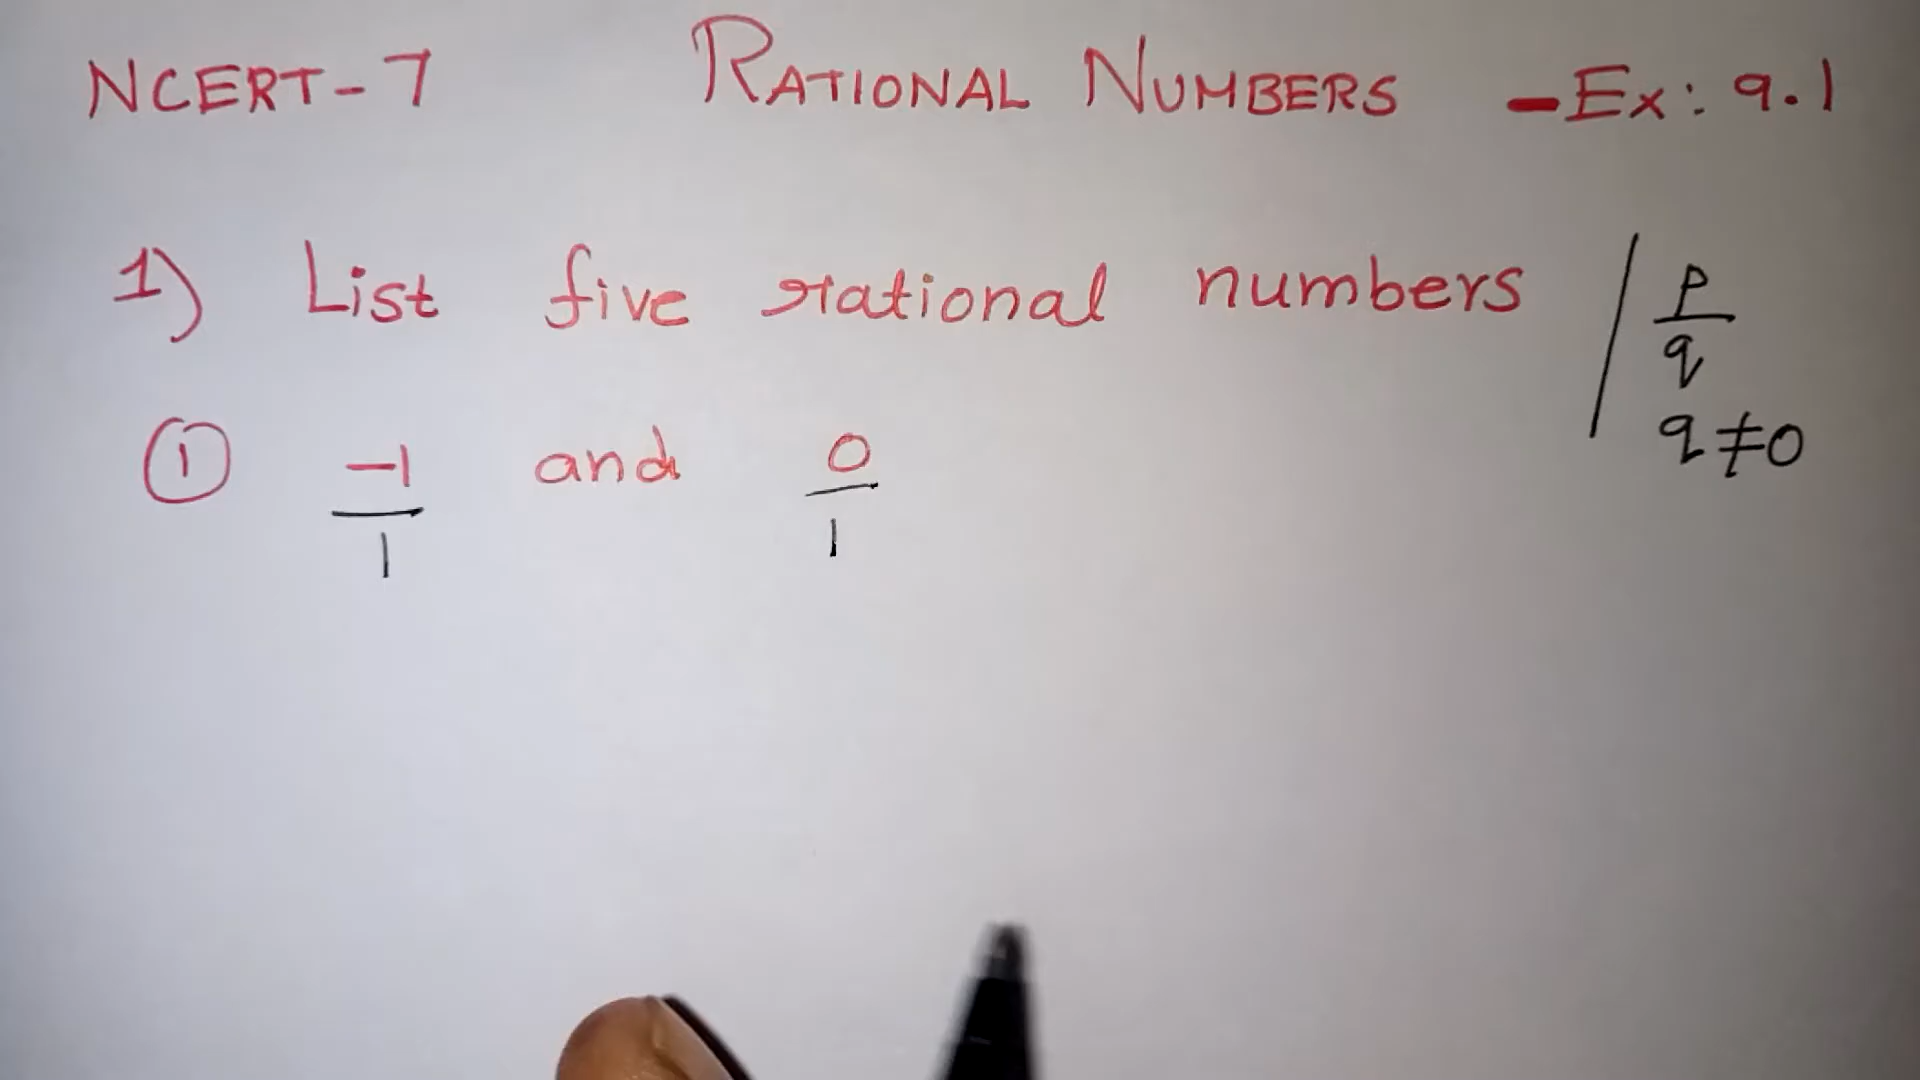 NCERT-7 RATIONAL NUMBERS -Ex: 9.1
1) List five rational numbers
p/q
q≠0
① -1/1 and 0/1